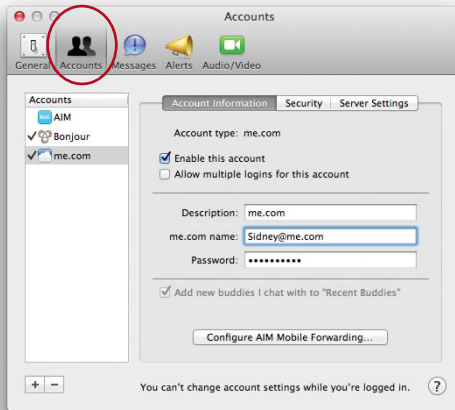 Accounts
General Accounts Messages Alerts Audio/Video
Accounts
AIM
Bonjour
me.com
Account Information Security Server Settings
Account type: me.com
Enable this account
Allow multiple logins for this account
Description: me.com
me.com name: Sidney@me.com
Password: ••••••••••
Add new buddies I chat with to "Recent Buddies"
Configure AIM Mobile Forwarding...
+ − You can't change account settings while you're logged in. ?